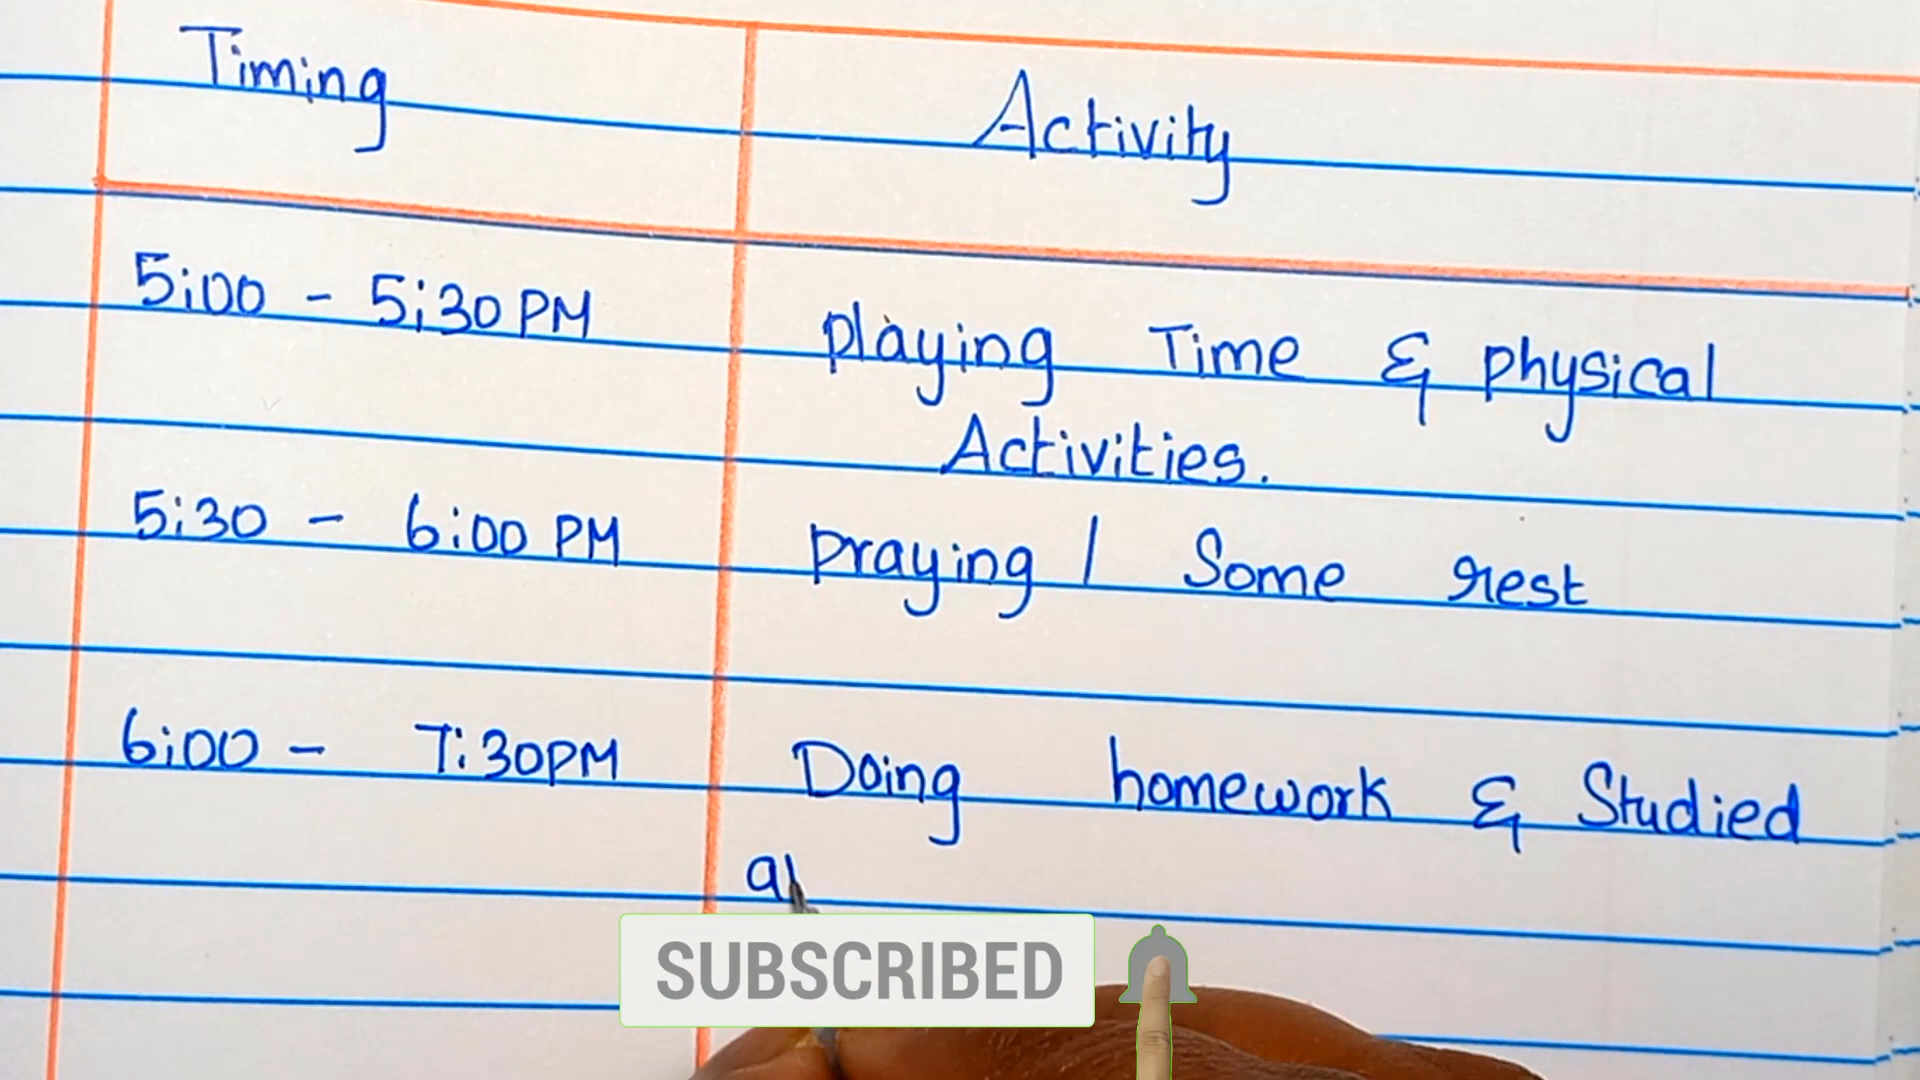 Timing Activity
5:00 - 5:30 PM Playing Time & physical
Activities.
5:30 - 6:00 PM Praying / Some rest
6:00 - 7:30PM Doing homework & Studied
SUBSCRIBED